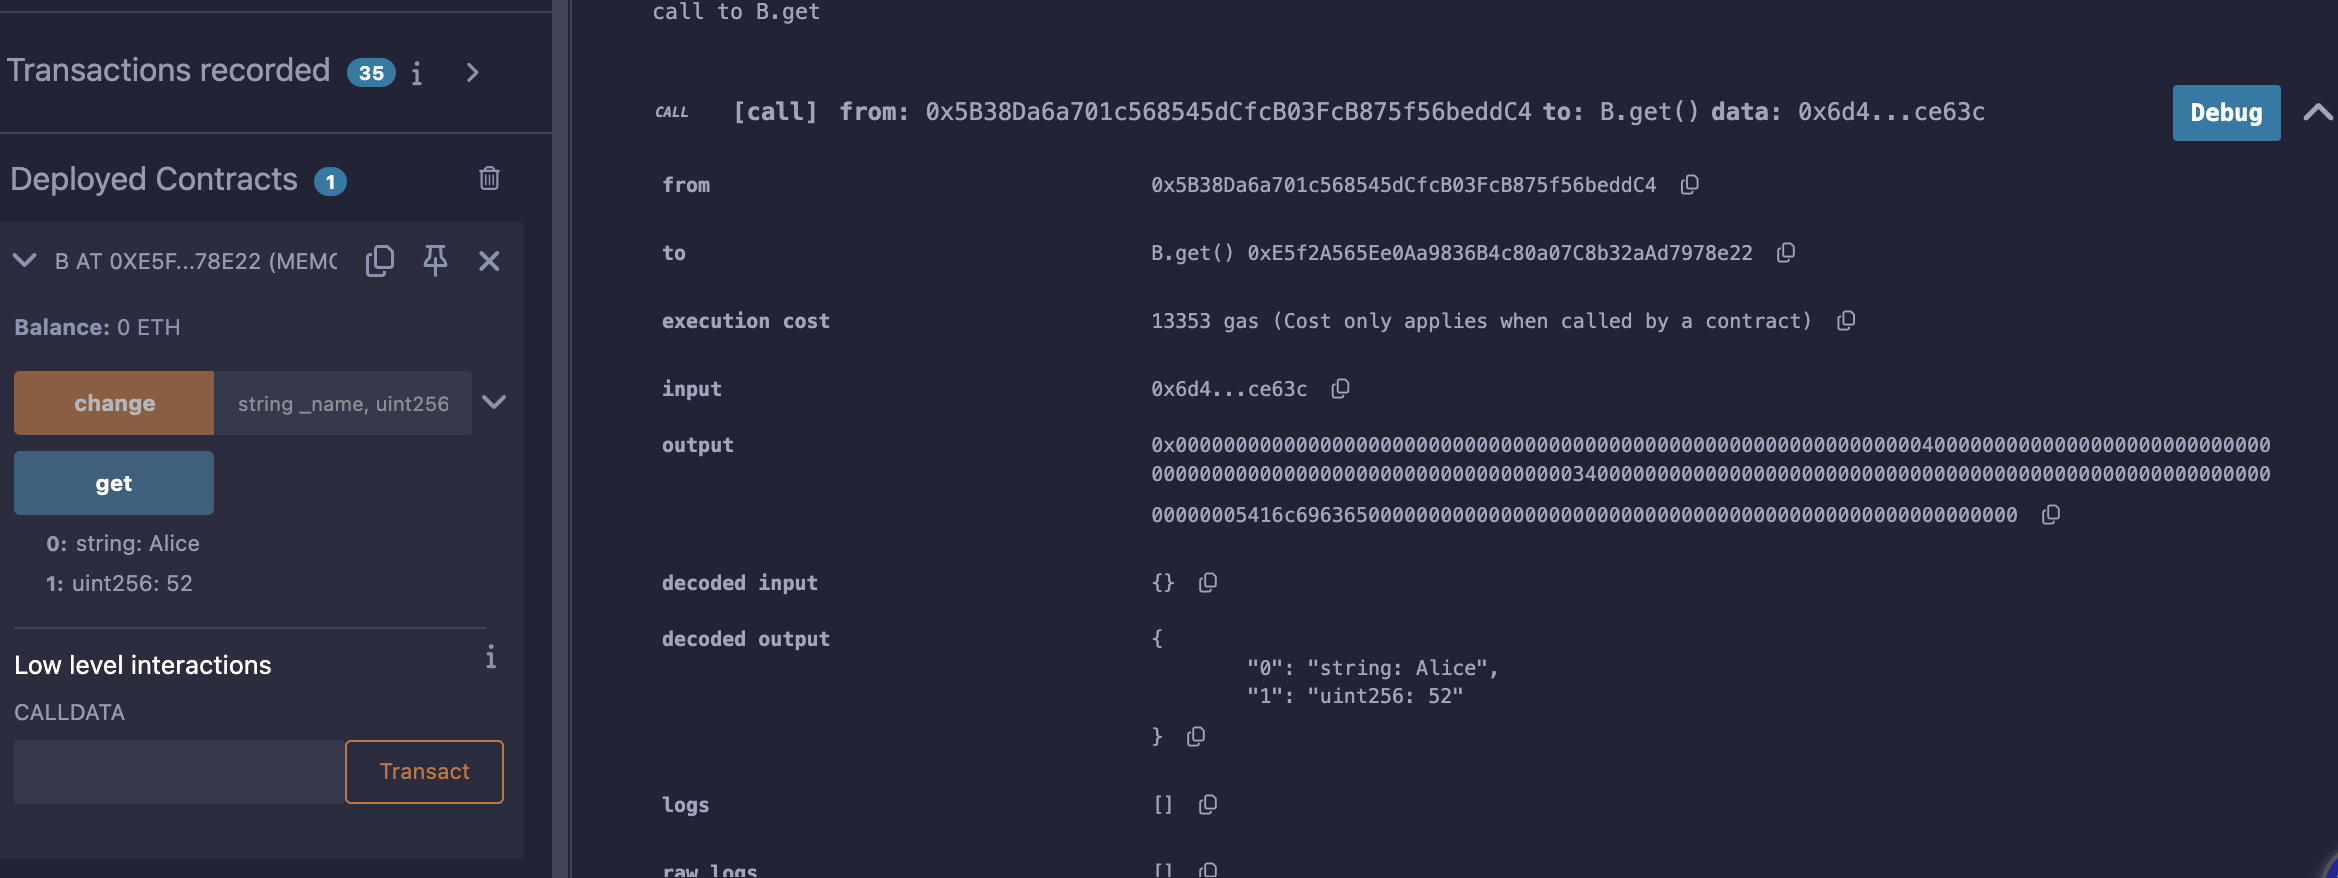 call to B.get
Transactions recorded 35 i
CALL [call] from: 0x5B38Da6a701c568545dCfcB03FcB875f56beddC4 to: B.get() data: 0x6d4...ce63c
Debug
Deployed Contracts 1
B AT 0XE5F...78E22 (MEMC
Balance: 0 ETH
change string _name, uint256
get
0: string: Alice
1: uint256: 52
Low level interactions i
CALLDATA
Transact
from 0x5B38Da6a701c568545dCfcB03FcB875f56beddC4
to B.get() 0xE5f2A565Ee0Aa9836B4c80a07C8b32aAd7978e22
execution cost 13353 gas (Cost only applies when called by a contract)
input 0x6d4...ce63c
output 0x0000000000000000000000000000000000000000000000000000000000000040000000000000000000000000000
000000000000000000000000000000000003400000000000000000000000000000000000000000000000000000000
00000005416c696365000000000000000000000000000000000000000000000000000000
decoded input {}
decoded output {
"0": "string: Alice",
"1": "uint256: 52"
}
logs []
raw logs []